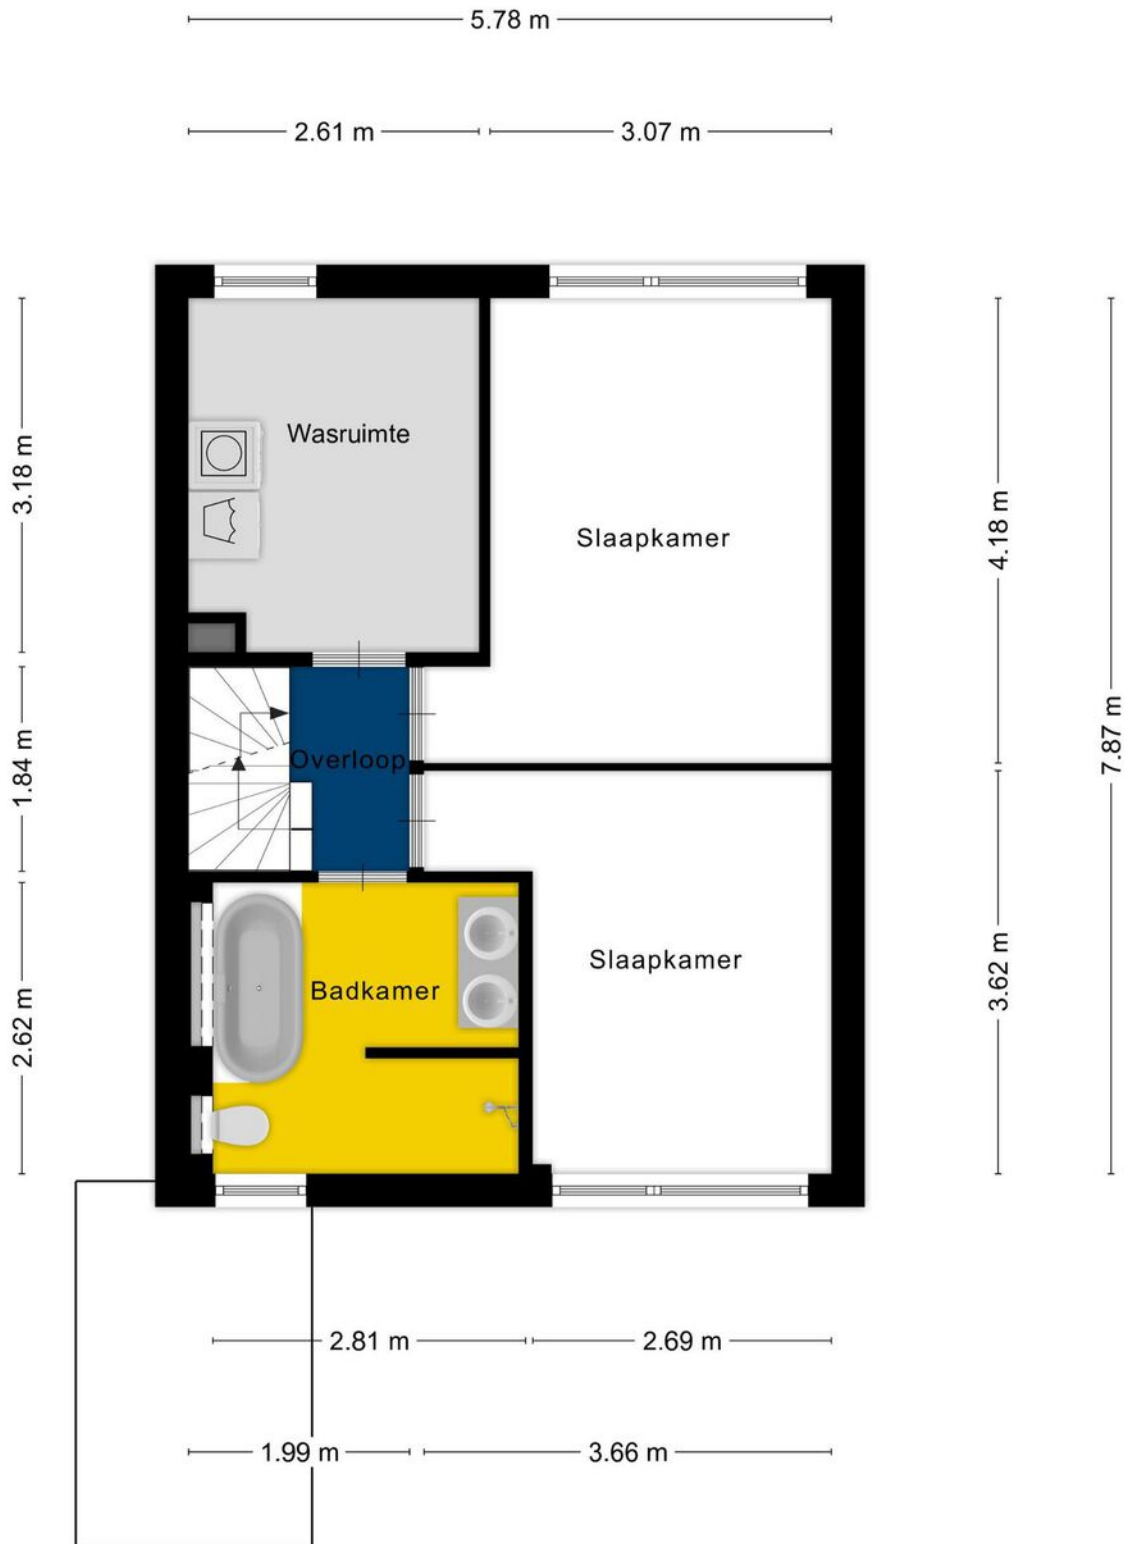 5.78 m
2.61 m
3.07 m
3.18 m
Wasruimte
Slaapkamer
4.18 m
7.87 m
1.84 m
Overloop
Slaapkamer
3.62 m
Badkamer
2.62 m
2.81 m
2.69 m
1.99 m
3.66 m